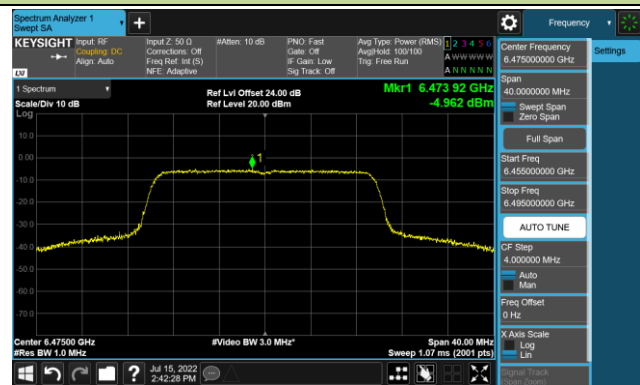 Spectrum Analyzer 1
Swept SA
Frequency
KEYSIGHT
Input: RF
Coupling: DC
Align: Auto
Input Z: 50 Ω
Corrections: Off
Freq Ref: Int (S)
NFE: Adaptive
#Atten: 10 dB
PNO: Fast
Gate: Off
IF Gain: Low
Sig Track: Off
Avg Type: Power (RMS)
Avg|Hold: 100/100
Trig: Free Run
1 2 3 4 5 6
A W W W W W
A N N N N N
LXI
1 Spectrum
Scale/Div 10 dB
Log
Ref Lvl Offset 24.00 dB
Ref Level 20.00 dBm
Mkr1 6.473 92 GHz
-4.962 dBm
10.0
0.00
-10.0
-20.0
-30.0
-40.0
-50.0
-60.0
-70.0
1
Center 6.47500 GHz
#Res BW 1.0 MHz
#Video BW 3.0 MHz*
Span 40.00 MHz
Sweep 1.07 ms (2001 pts)
Jul 15, 2022
2:42:28 PM
Center Frequency
6.475000000 GHz
Settings
Span
40.0000000 MHz
Swept Span
Zero Span
Full Span
Start Freq
6.455000000 GHz
Stop Freq
6.495000000 GHz
AUTO TUNE
CF Step
4.000000 MHz
Auto
Man
Freq Offset
0 Hz
X Axis Scale
Log
Lin
Signal Track
(Span Zoom)